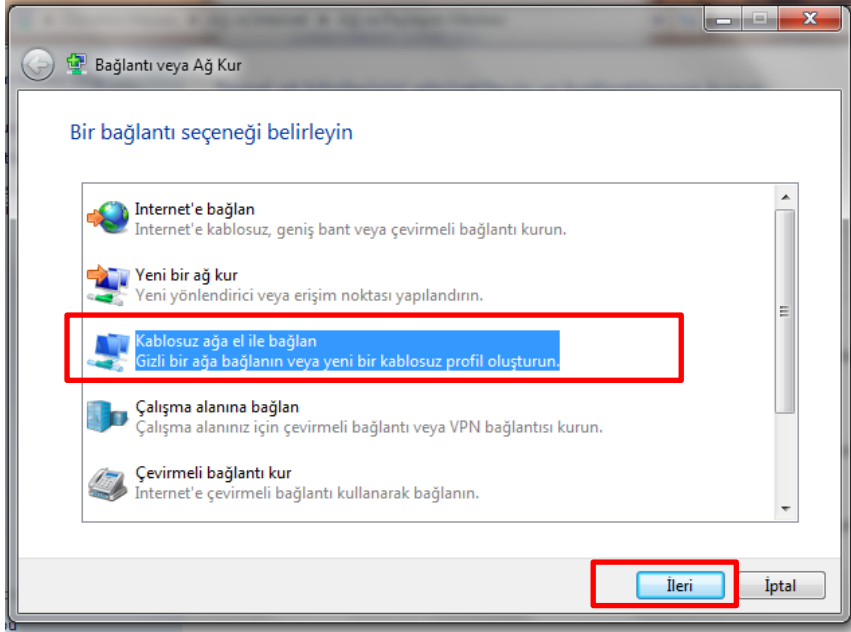 Bağlantı veya Ağ Kur
Bir bağlantı seçeneği belirleyin
İnternet'e bağlan
İnternet'e kablosuz, geniş bant veya çevirmeli bağlantı kurun.
Yeni bir ağ kur
Yeni yönlendirici veya erişim noktası yapılandırın.
Kablosuz ağa el ile bağlan
Gizli bir ağa bağlanın veya yeni bir kablosuz profil oluşturun.
Çalışma alanına bağlan
Çalışma alanınız için çevirmeli bağlantı veya VPN bağlantısı kurun.
Çevirmeli bağlantı kur
İnternet'e çevirmeli bağlantı kullanarak bağlanın.
İleri
İptal